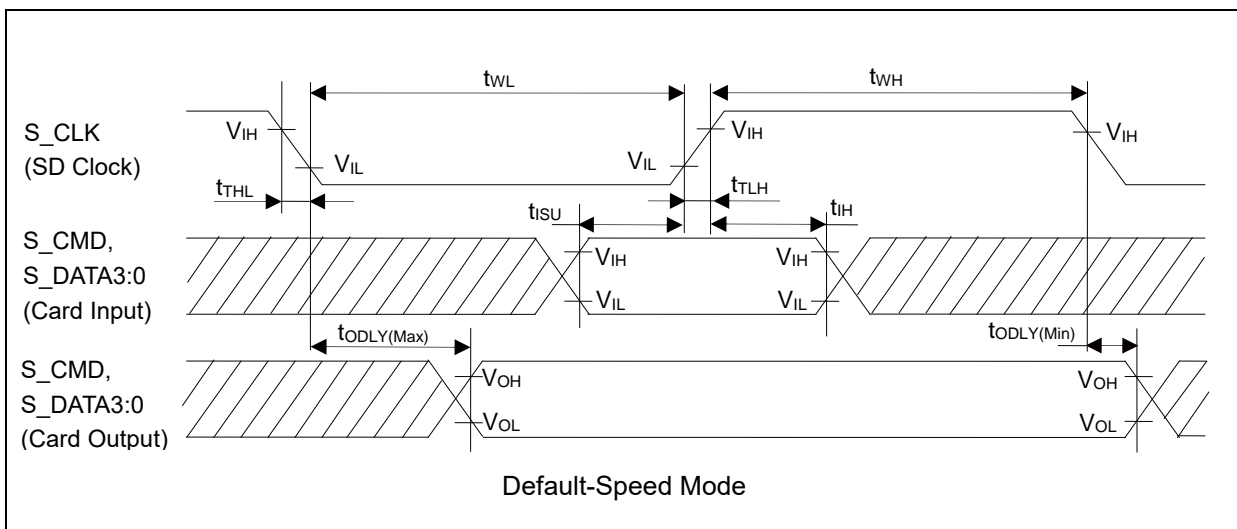 tWL
tWH
S_CLK
(SD Clock)
VIH
VIL
VIL
VIH
VIH
tTHL
tTLH
tISU
tIH
S_CMD,
S_DATA3:0
(Card Input)
VIH
VIL
VIH
VIL
tODLY(Max)
tODLY(Min)
S_CMD,
S_DATA3:0
(Card Output)
VOH
VOL
VOH
VOL
Default-Speed Mode